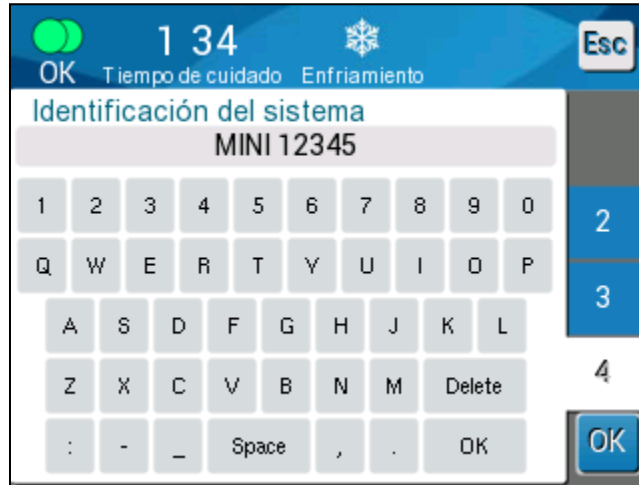 1 34
Esc
OK Tiempo de cuidado Enfriamiento
Identificación del sistema
MINI 12345
1 2 3 4 5 6 7 8 9 0
2
Q W E R T Y U I O P
3
A S D F G H J K L
4
Z X C V B N M Delete
: - _ Space , . OK
OK